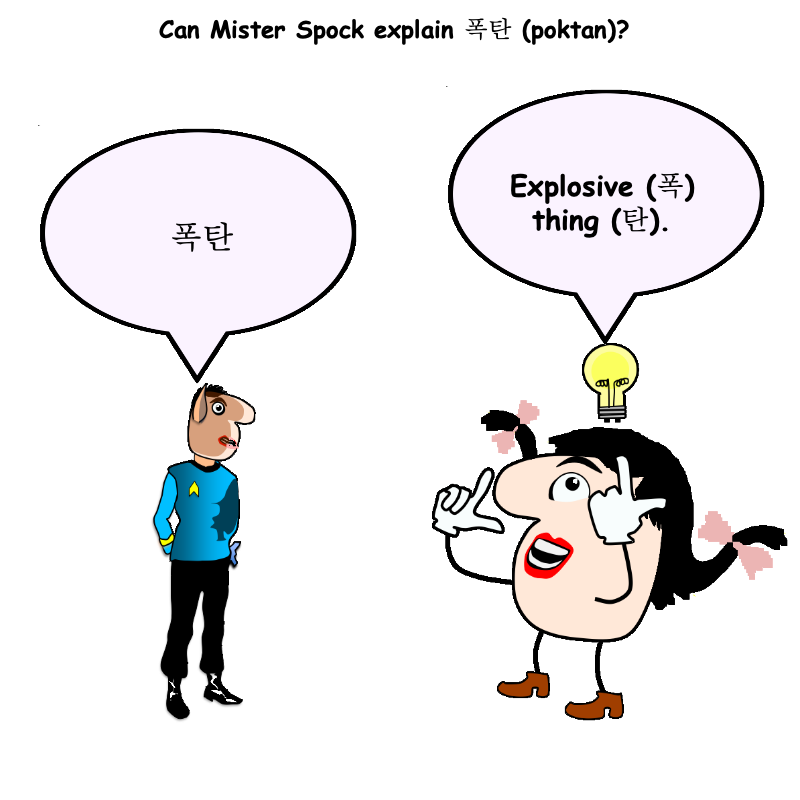 Can Mister Spock explain 폭탄 (poktan)?
폭탄
Explosive (폭)
thing (탄).